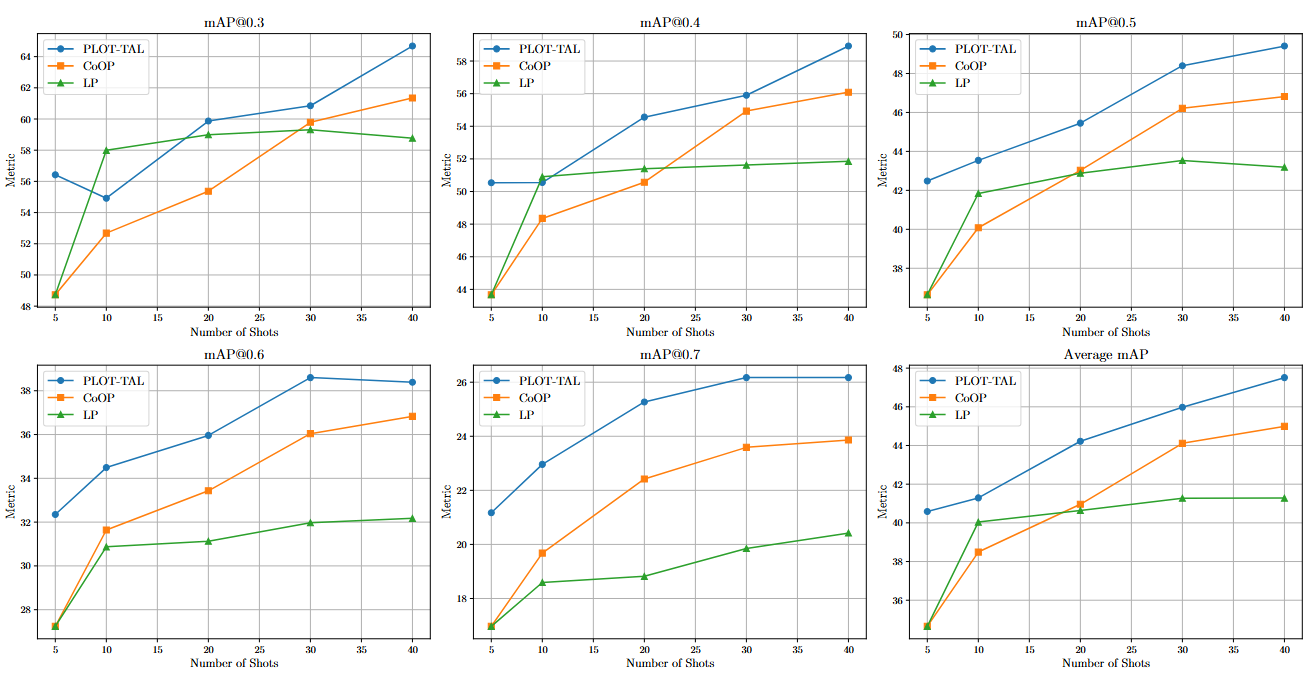 mAP@0.3
PLOT-TAL
CoOP
LP
Metric
64
62
60
58
56
54
52
50
48
5 10 15 20 25 30 35 40
Number of Shots
mAP@0.4
PLOT-TAL
CoOP
LP
Metric
58
56
54
52
50
48
46
44
5 10 15 20 25 30 35 40
Number of Shots
mAP@0.5
PLOT-TAL
CoOP
LP
Metric
50
48
46
44
42
40
38
5 10 15 20 25 30 35 40
Number of Shots
mAP@0.6
PLOT-TAL
CoOP
LP
Metric
38
36
34
32
30
28
5 10 15 20 25 30 35 40
Number of Shots
mAP@0.7
PLOT-TAL
CoOP
LP
Metric
26
24
22
20
18
5 10 15 20 25 30 35 40
Number of Shots
Average mAP
PLOT-TAL
CoOP
LP
Metric
48
46
44
42
40
38
36
5 10 15 20 25 30 35 40
Number of Shots